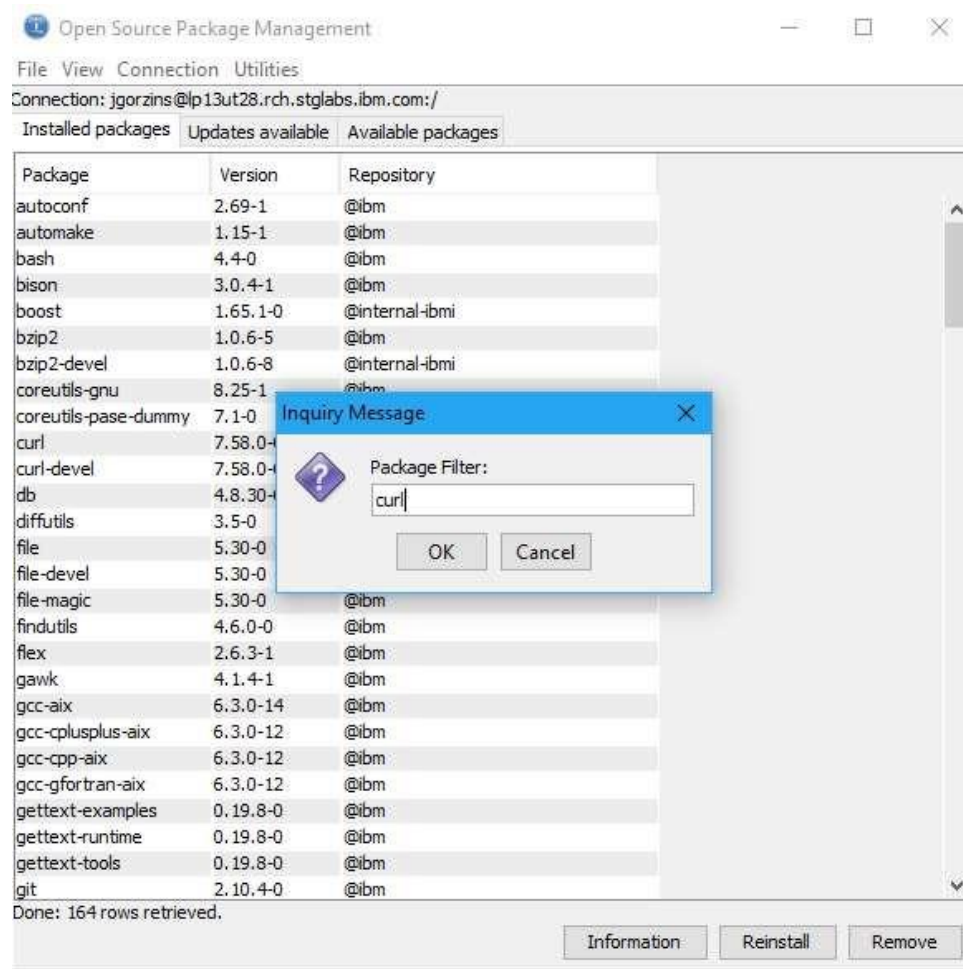 Open Source Package Management
File View Connection Utilities
Connection: jgorzins@lp13ut28.rch.stglabs.ibm.com:/
Installed packages Updates available Available packages
Package Version Repository
autoconf 2.69-1 @ibm
automake 1.15-1 @ibm
bash 4.4-0 @ibm
bison 3.0.4-1 @ibm
boost 1.65.1-0 @internal-ibmi
bzip2 1.0.6-5 @ibm
bzip2-devel 1.0.6-8 @internal-ibmi
coreutils-gnu 8.25-1 @ibm
coreutils-pase-dummy 7.1-0
curl 7.58.0-
curl-devel 7.58.0-
db 4.8.30-
diffutils 3.5-0
file 5.30-0
file-devel 5.30-0
file-magic 5.30-0 @ibm
findutils 4.6.0-0 @ibm
flex 2.6.3-1 @ibm
gawk 4.1.4-1 @ibm
gcc-aix 6.3.0-14 @ibm
gcc-cplusplus-aix 6.3.0-12 @ibm
gcc-cpp-aix 6.3.0-12 @ibm
gcc-gfortran-aix 6.3.0-12 @ibm
gettext-examples 0.19.8-0 @ibm
gettext-runtime 0.19.8-0 @ibm
gettext-tools 0.19.8-0 @ibm
git 2.10.4-0 @ibm
Inquiry Message
Package Filter:
curl
OK Cancel
Done: 164 rows retrieved.
Information Reinstall Remove